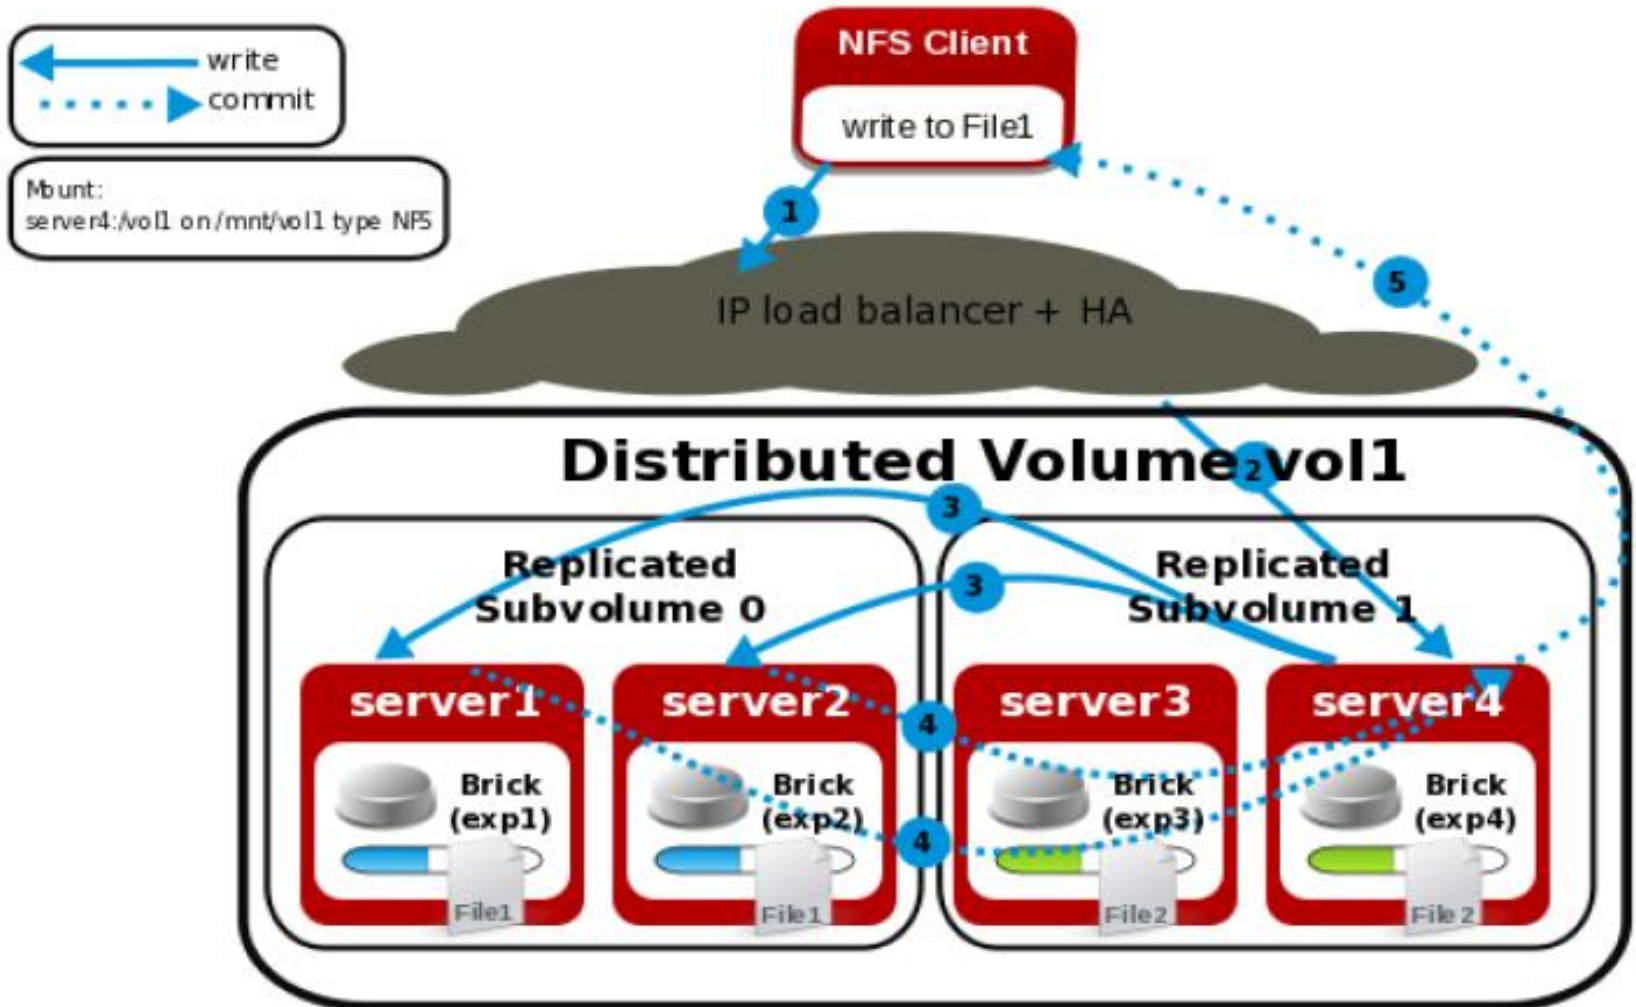 write
commit
Mount:
server4:/vol1 on /mnt/vol1 type NFS
NFS Client
write to File1
1
5
IP load balancer + HA
Distributed Volume vol1
2
3
3
Replicated
Subvolume 0
Replicated
Subvolume 1
server1
Brick
(exp1)
File1
server2
Brick
(exp2)
File1
4
4
server3
Brick
(exp3)
File2
server4
Brick
(exp4)
File2